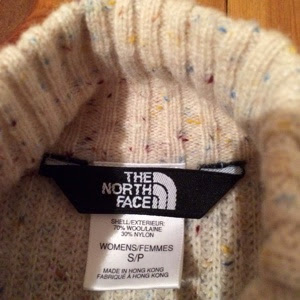 THE
NORTH
FACE
SHELL/EXTERIEUR:
70% WOOL/LAINE
30% NYLON
WOMENS/FEMMES
S/P
MADE IN HONG KONG
FABRIQUÉ À HONG KONG